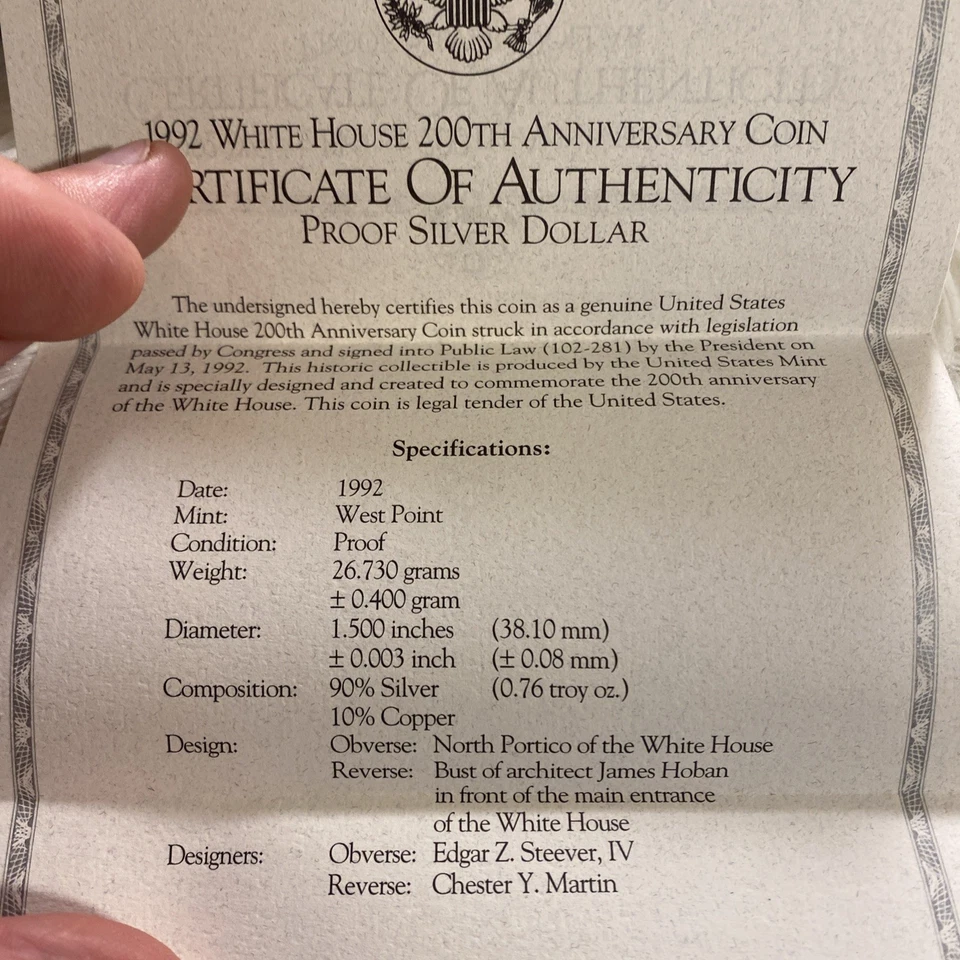 1992 WHITE HOUSE 200TH ANNIVERSARY COIN
RTIFICATE OF AUTHENTICITY
PROOF SILVER DOLLAR
The undersigned hereby certifies this coin as a genuine United States
White House 200th Anniversary Coin struck in accordance with legislation
passed by Congress and signed into Public Law (102-281) by the President on
May 13, 1992. This historic collectible is produced by the United States Mint
and is specially designed and created to commemorate the 200th anniversary
of the White House. This coin is legal tender of the United States.
Specifications:
Date: 1992
Mint: West Point
Condition: Proof
Weight: 26.730 grams
± 0.400 gram
Diameter: 1.500 inches (38.10 mm)
± 0.003 inch (± 0.08 mm)
Composition: 90% Silver (0.76 troy oz.)
10% Copper
Design: Obverse: North Portico of the White House
Reverse: Bust of architect James Hoban
in front of the main entrance
of the White House
Designers: Obverse: Edgar Z. Steever, IV
Reverse: Chester Y. Martin